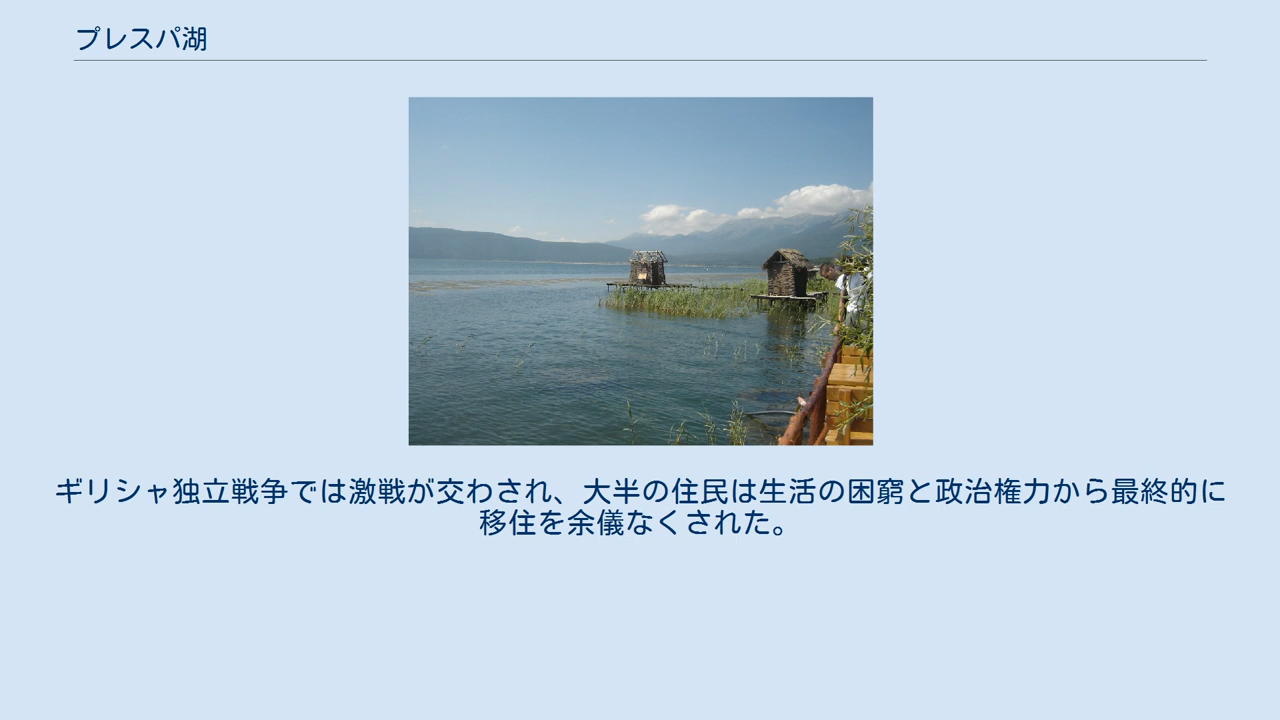 プレスパ湖
ギリシャ独立戦争では激戦が交わされ、大半の住民は生活の困窮と政治権力から最終的に
移住を余儀なくされた。